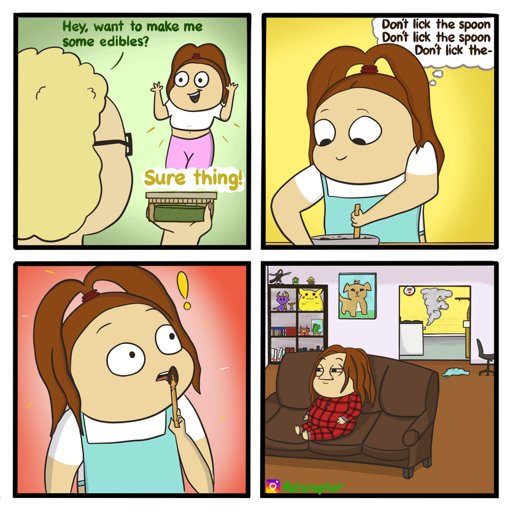 Hey, want to make me
some edibles?
Sure thing!
Don't lick the spoon
Don't lick the spoon
Don't lick the-
!